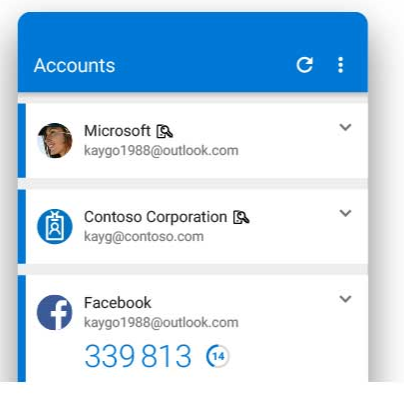 Accounts
Microsoft
kaygo1988@outlook.com
Contoso Corporation
kayg@contoso.com
Facebook
kaygo1988@outlook.com
339 813 14